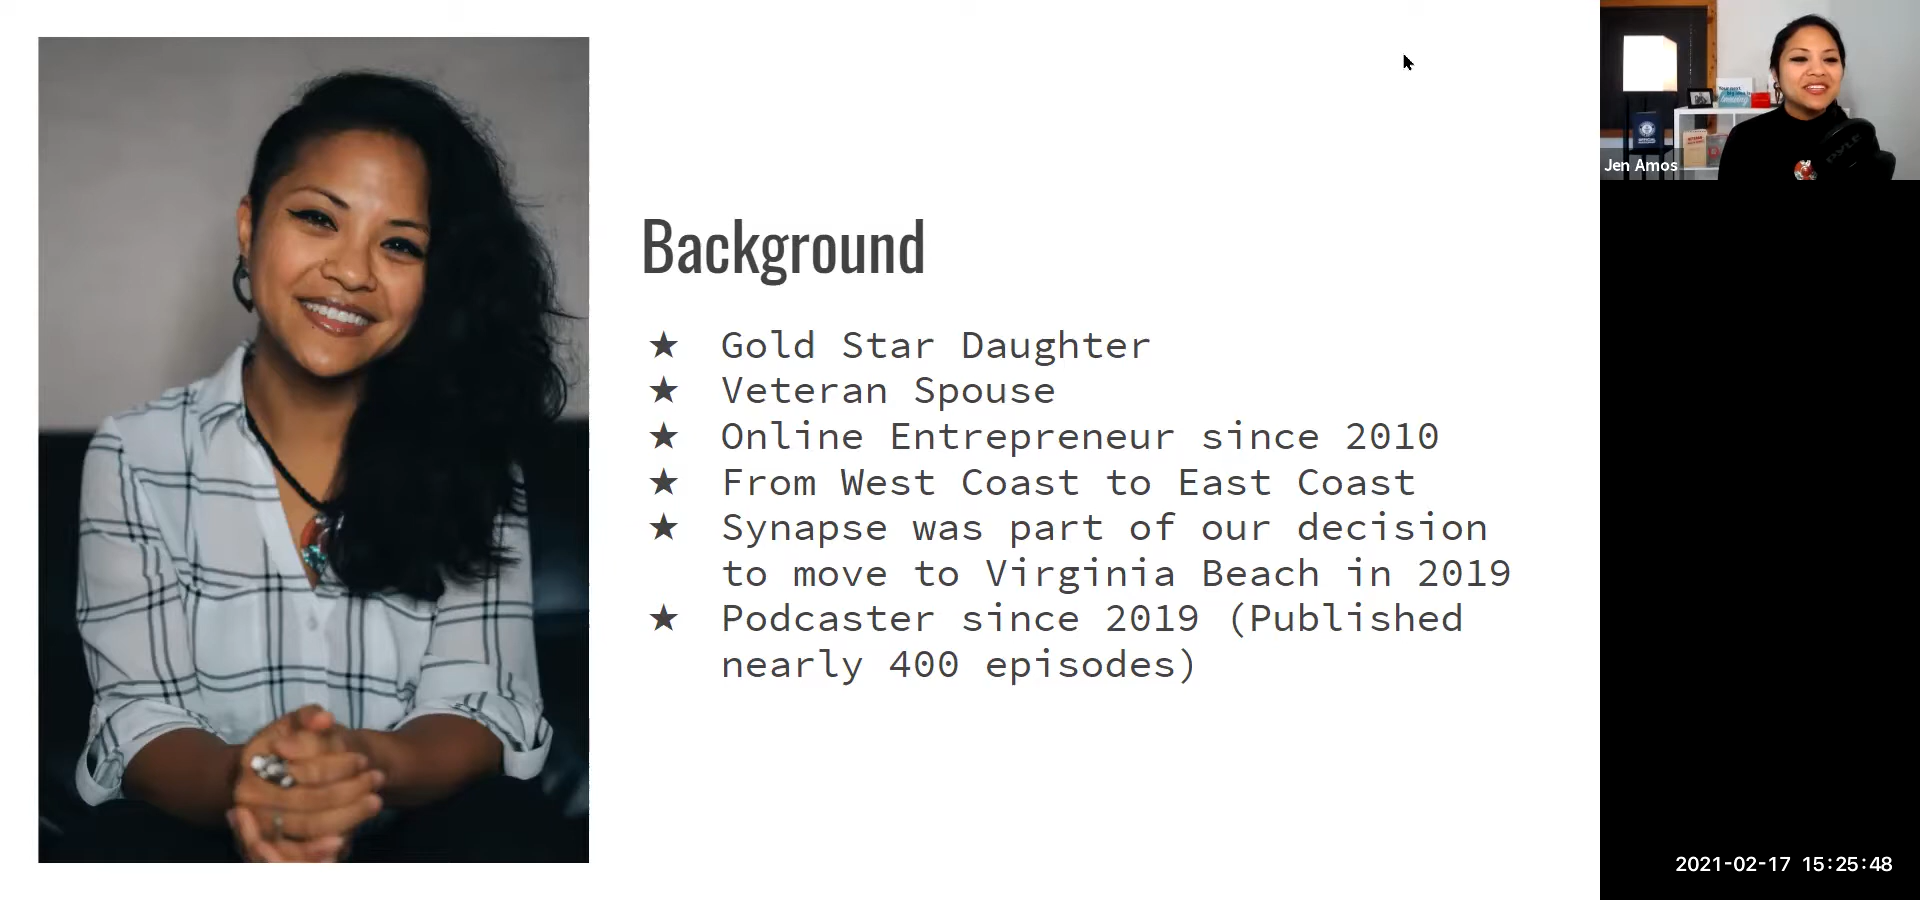 Background
★ Gold Star Daughter
★ Veteran Spouse
★ Online Entrepreneur since 2010
★ From West Coast to East Coast
★ Synapse was part of our decision
to move to Virginia Beach in 2019
★ Podcaster since 2019 (Published
nearly 400 episodes)
Jen Amos
PYLE
2021-02-17 15:25:48